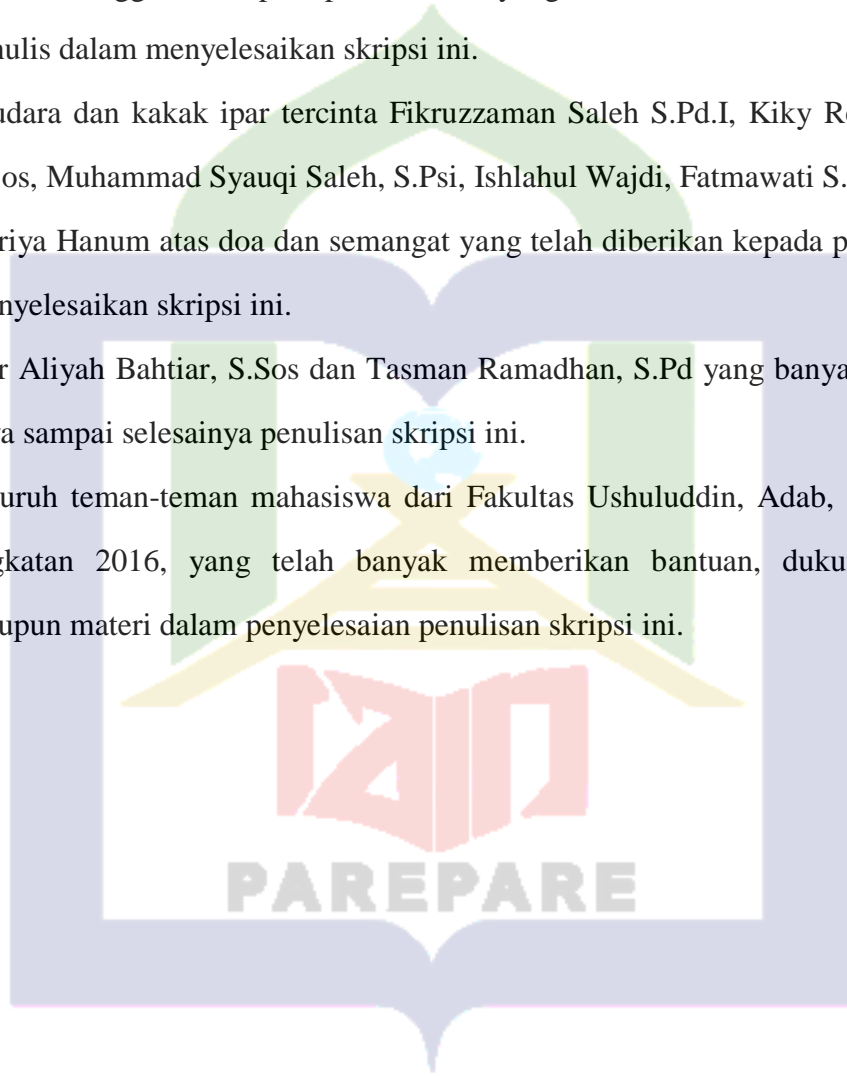 nulis dalam menyelesaikan skripsi ini.
udara dan kakak ipar tercinta Fikruzzaman Saleh S.Pd.I, Kiky R
os, Muhammad Syauqi Saleh, S.Psi, Ishlahul Wajdi, Fatmawati S.
riya Hanum atas doa dan semangat yang telah diberikan kepada p
nyelesaikan skripsi ini.
r Aliyah Bahtiar, S.Sos dan Tasman Ramadhan, S.Pd yang banya
a sampai selesainya penulisan skripsi ini.
uruh teman-teman mahasiswa dari Fakultas Ushuluddin, Adab,
gkatan 2016, yang telah banyak memberikan bantuan, duku
upun materi dalam penyelesaian penulisan skripsi ini.
iain
PAREPARE